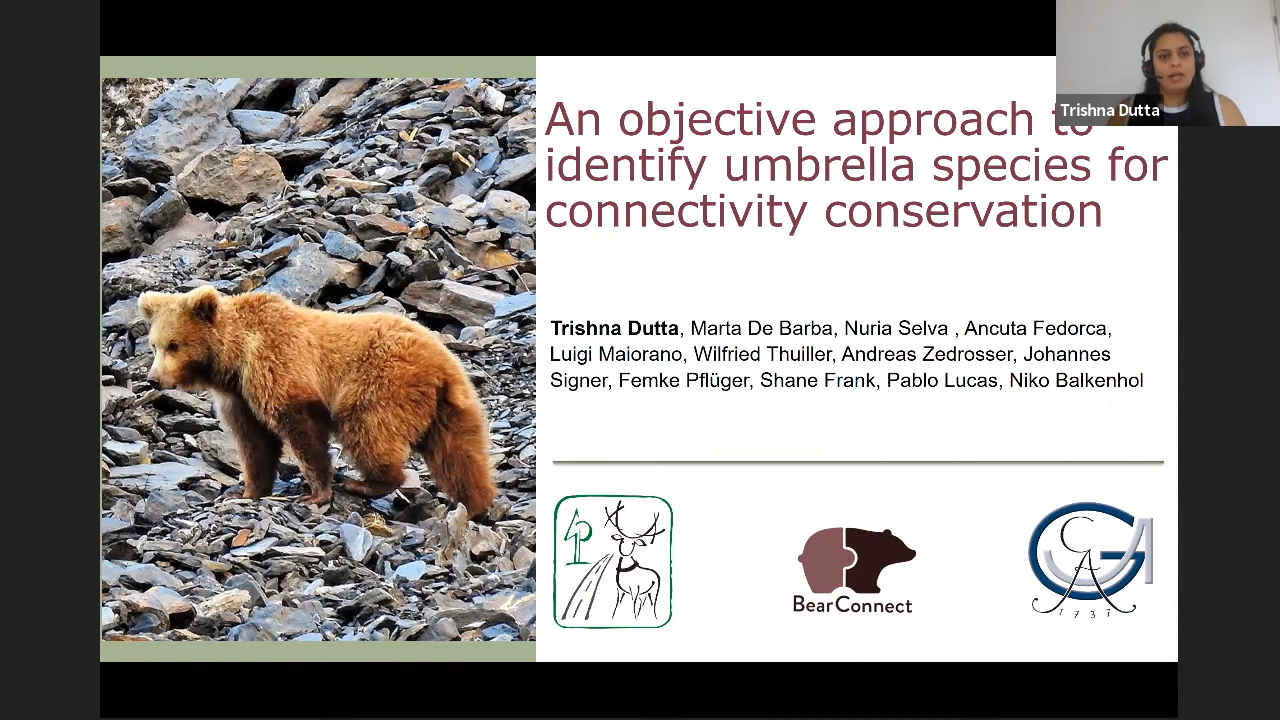 An objective approach to
identify umbrella species for
connectivity conservation
Trishna Dutta
Trishna Dutta, Marta De Barba, Nuria Selva , Ancuta Fedorca,
Luigi Maiorano, Wilfried Thuiller, Andreas Zedrosser, Johannes
Signer, Femke Pflüger, Shane Frank, Pablo Lucas, Niko Balkenhol
BearConnect
GA
1737